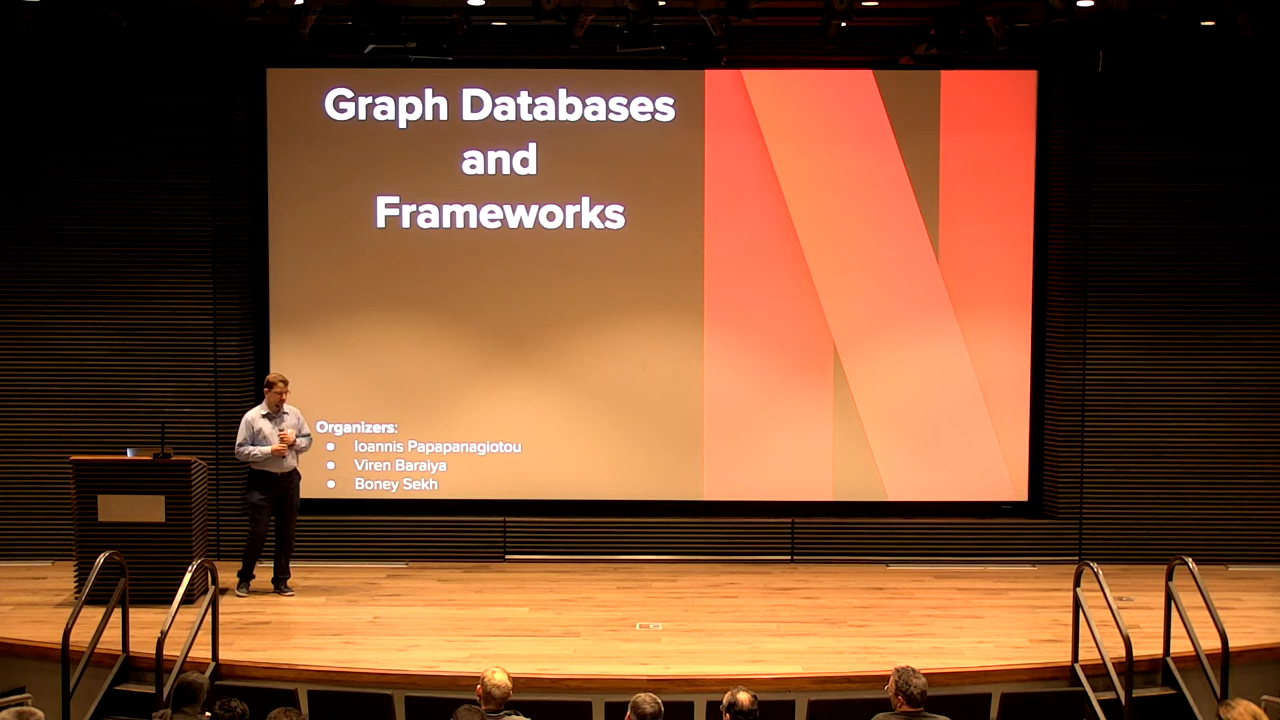 Graph Databases
and
Frameworks
Organizers:
● Ioannis Papapanagiotou
● Viren Baraiya
● Boney Sekh